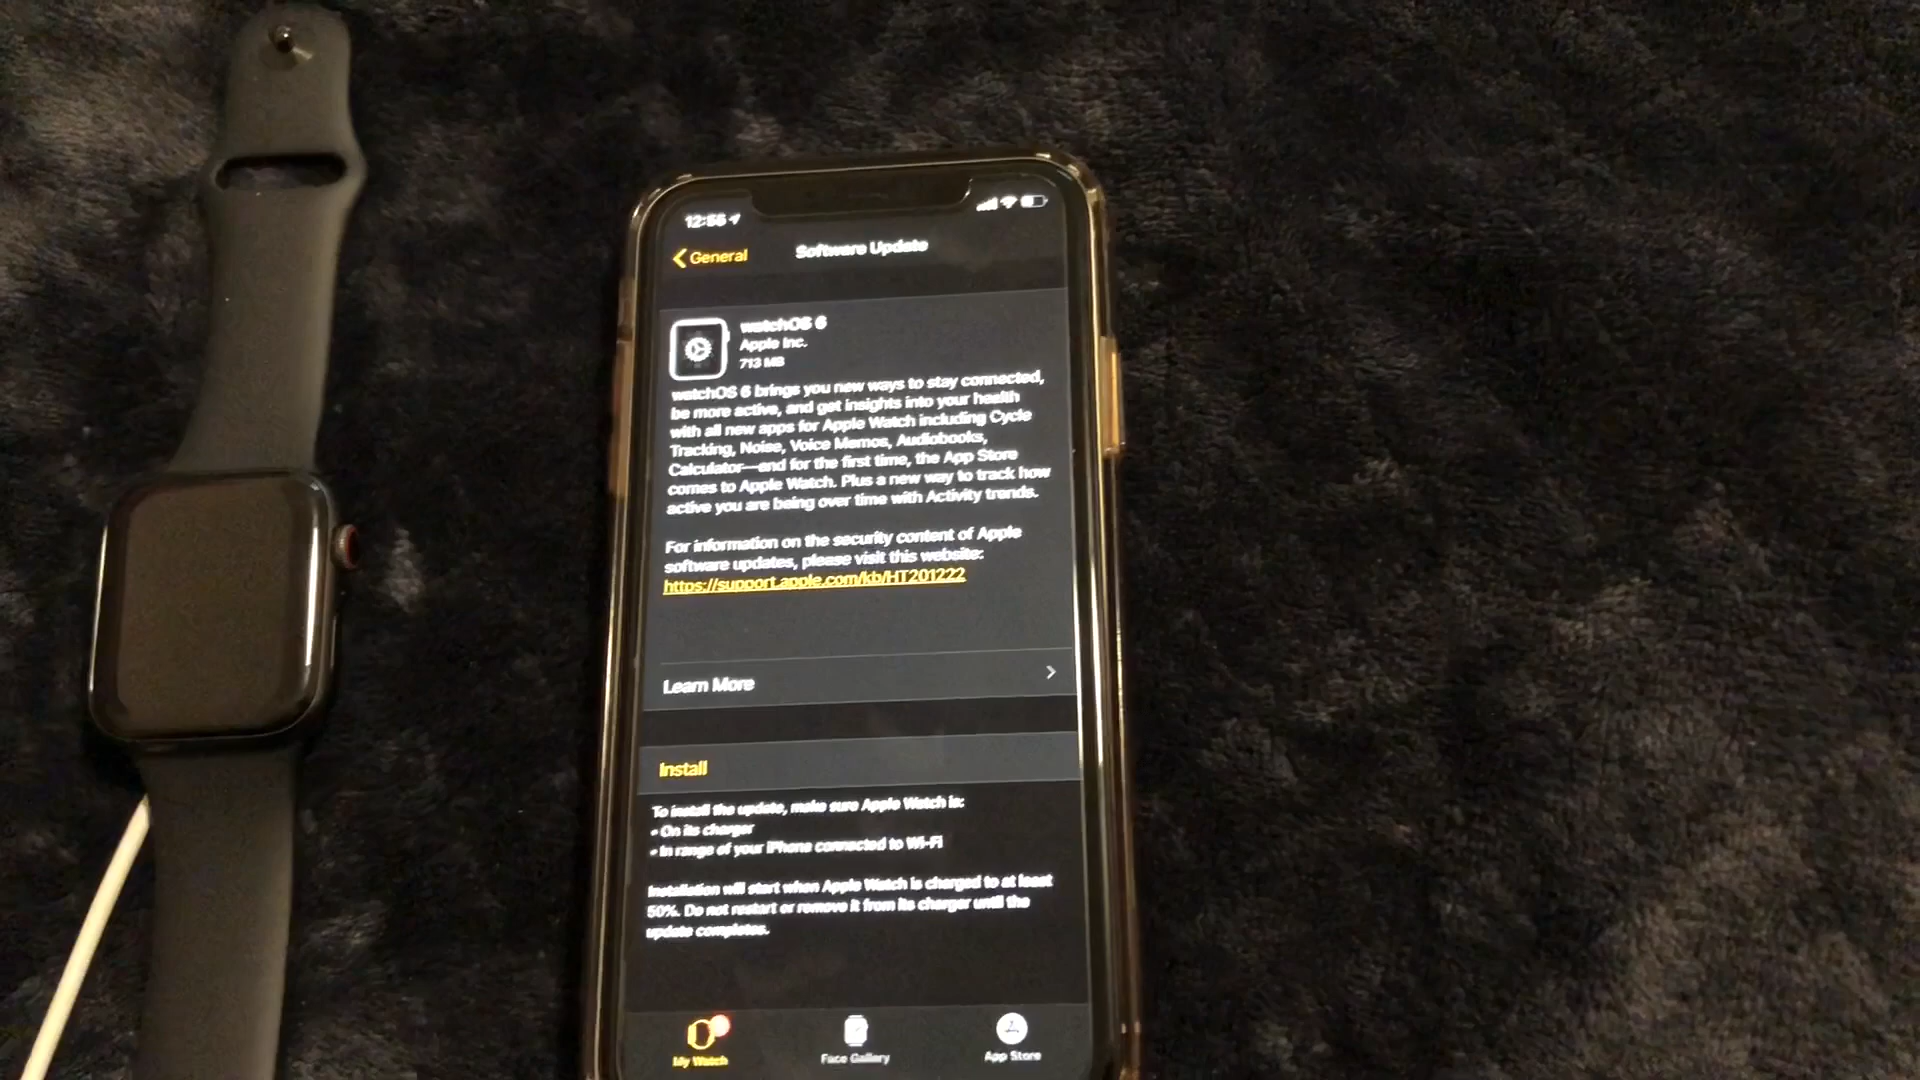 12:55
General
Software Update
watchOS 6
Apple Inc.
713 MB
watchOS 6 brings you new ways to stay connected,
be more active, and get insights into your health
with all new apps for Apple Watch including Cycle
Tracking, Noise, Voice Memos, Audiobooks,
Calculator—and for the first time, the App Store
comes to Apple Watch. Plus a new way to track how
active you are being over time with Activity trends.
For information on the security content of Apple
software updates, please visit this website:
https://support.apple.com/kb/HT201222
Learn More
Install
To install the update, make sure Apple Watch is:
• On its charger
• In range of your iPhone connected to Wi-Fi
Installation will start when Apple Watch is charged to at least
50%. Do not restart or remove it from its charger until the
update completes.
My Watch
Face Gallery
App Store